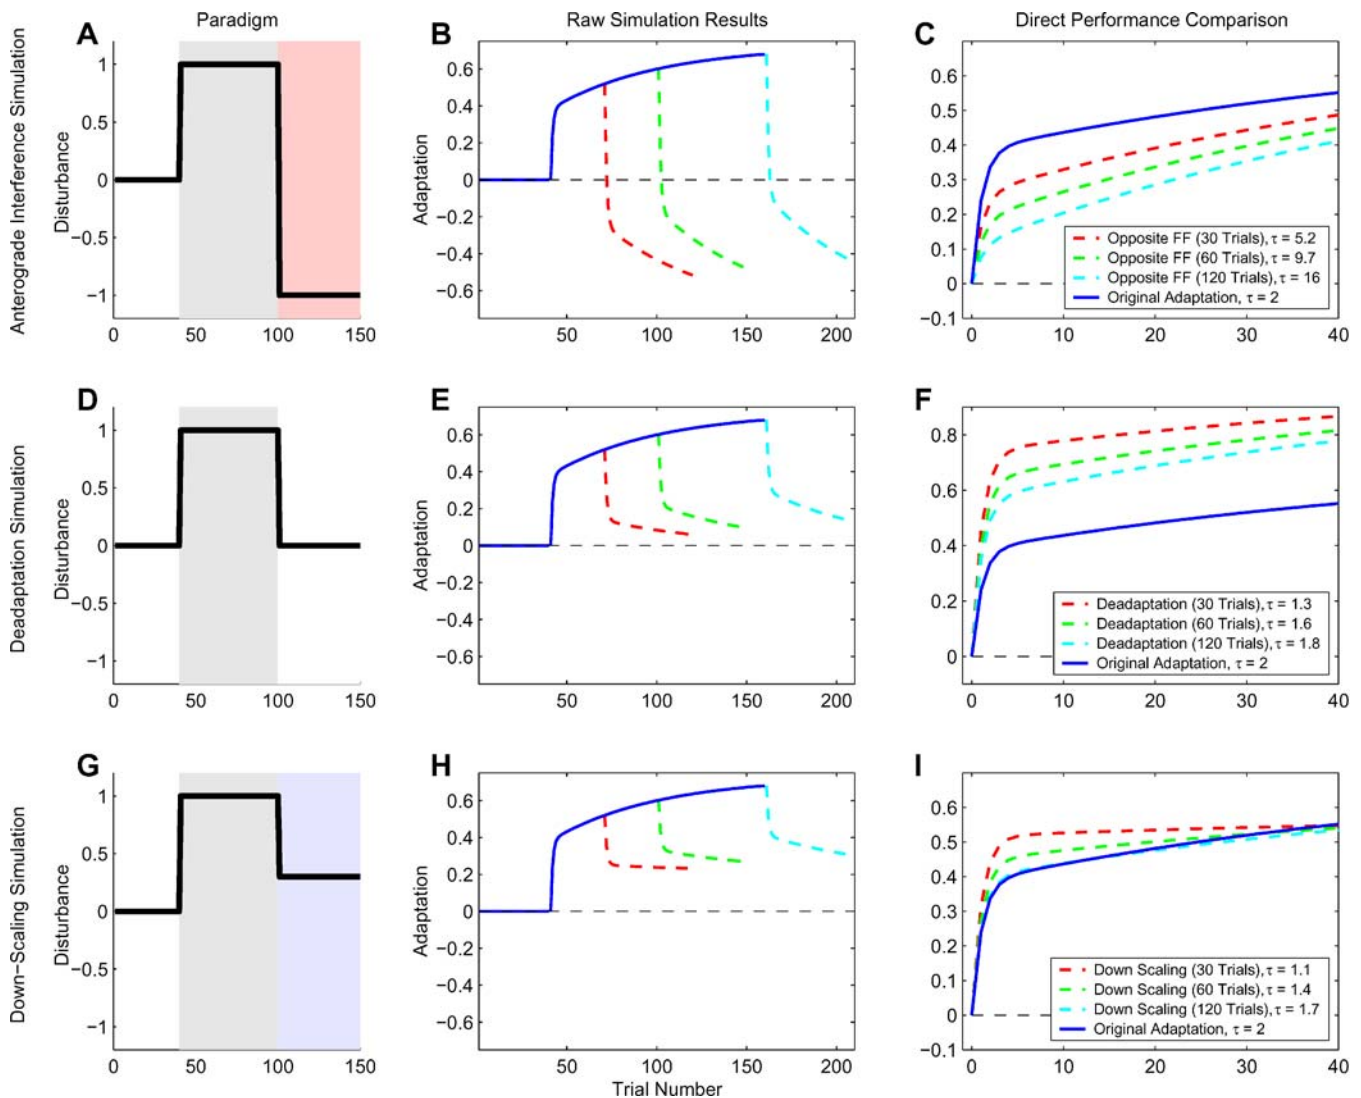 Paradigm
Raw Simulation Results
Direct Performance Comparison
Anterograde Interference Simulation
A
Disturbance
1
0.5
0
−0.5
−1
0 50 100 150
B
Adaptation
0.6
0.4
0.2
0
−0.2
−0.4
−0.6
50 100 150 200
C
0.6
0.5
0.4
0.3
0.2
0.1
0
−0.1
0 10 20 30 40
Opposite FF (30 Trials), τ = 5.2
Opposite FF (60 Trials), τ = 9.7
Opposite FF (120 Trials), τ = 16
Original Adaptation, τ = 2
Deadaptation Simulation
D
Disturbance
1
0.5
0
−0.5
−1
0 50 100 150
E
Adaptation
0.6
0.4
0.2
0
−0.2
−0.4
−0.6
50 100 150 200
F
0.8
0.6
0.4
0.2
0
0 10 20 30 40
Deadaptation (30 Trials), τ = 1.3
Deadaptation (60 Trials), τ = 1.6
Deadaptation (120 Trials), τ = 1.8
Original Adaptation, τ = 2
Down−Scaling Simulation
G
Disturbance
1
0.5
0
−0.5
−1
0 50 100 150
H
Adaptation
0.6
0.4
0.2
0
−0.2
−0.4
−0.6
50 100 150 200
Trial Number
I
0.6
0.5
0.4
0.3
0.2
0.1
0
−0.1
0 10 20 30 40
Down Scaling (30 Trials), τ = 1.1
Down Scaling (60 Trials), τ = 1.4
Down Scaling (120 Trials), τ = 1.7
Original Adaptation, τ = 2